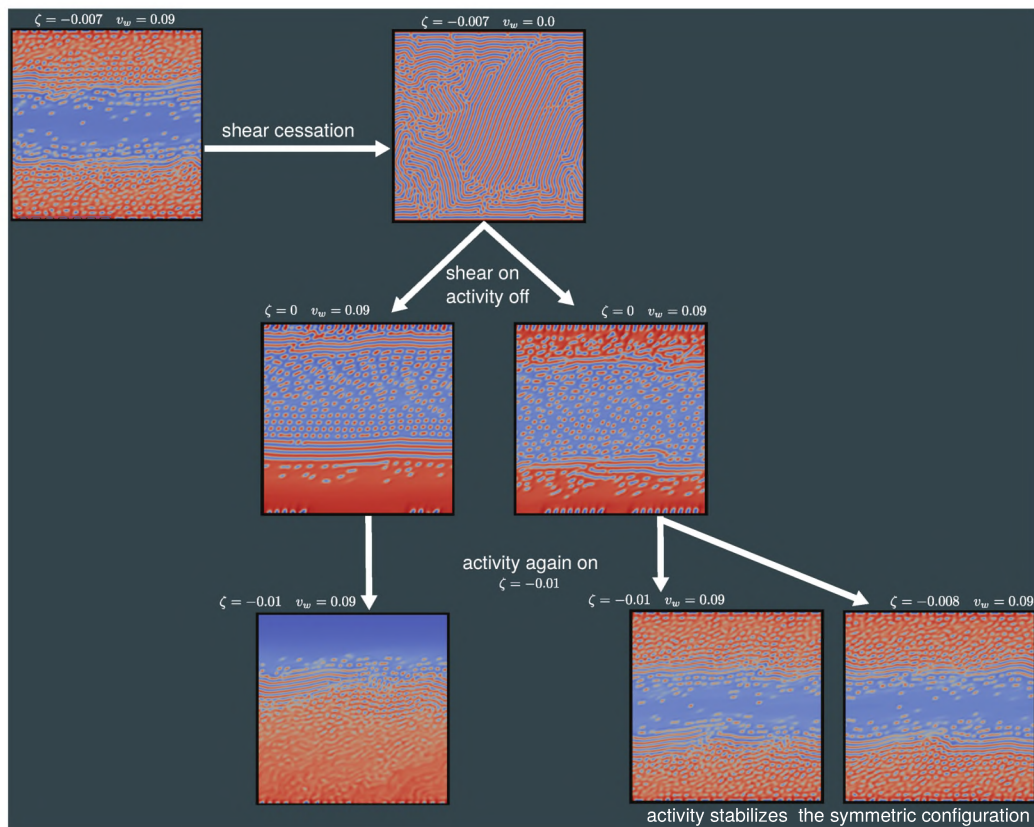 ζ = −0.007   v_w = 0.09
ζ = −0.007   v_w = 0.0
shear cessation
shear on
activity off
ζ = 0   v_w = 0.09
ζ = 0   v_w = 0.09
activity again on
ζ = −0.01
ζ = −0.01   v_w = 0.09
ζ = −0.01   v_w = 0.09
ζ = −0.008   v_w = 0.09
activity stabilizes the symmetric configuration